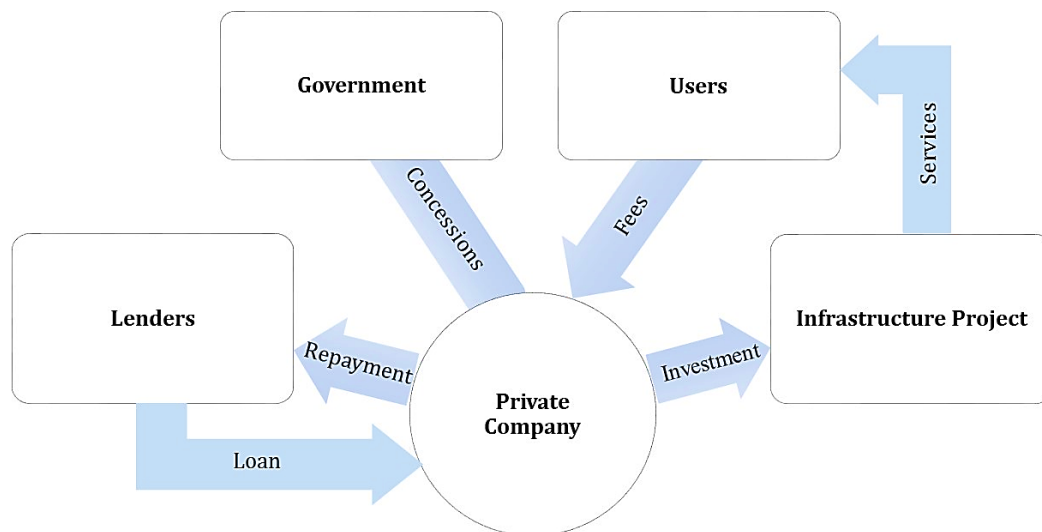 Government
Users
Services
Concessions
Fees
Lenders
Infrastructure Project
Repayment
Investment
Private
Company
Loan